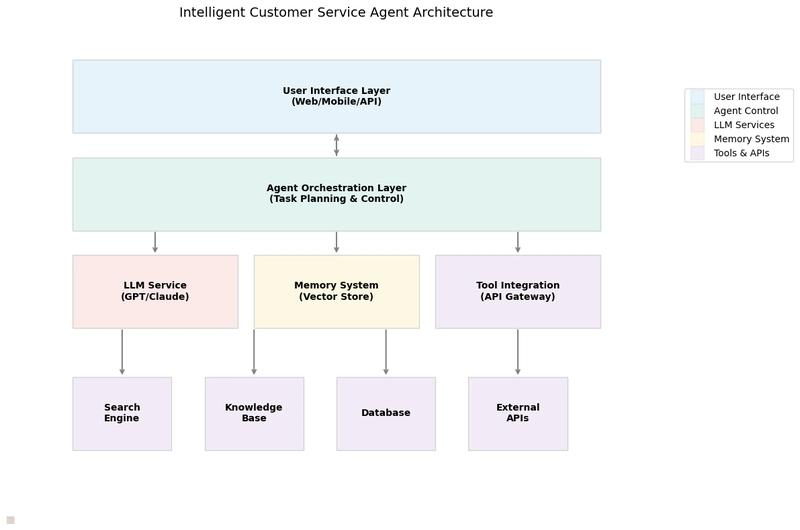 Intelligent Customer Service Agent Architecture
User Interface Layer
(Web/Mobile/API)
User Interface
Agent Control
LLM Services
Memory System
Tools & APIs
Agent Orchestration Layer
(Task Planning & Control)
LLM Service
(GPT/Claude)
Memory System
(Vector Store)
Tool Integration
(API Gateway)
Search
Engine
Knowledge
Base
Database
External
APIs